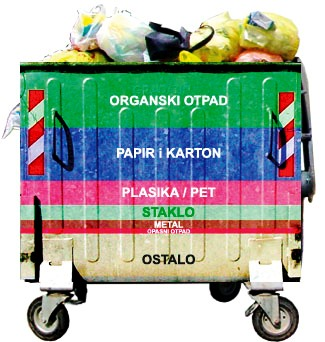 ORGANSKI OTPAD
PAPIR i KARTON
PLASIKA / PET
STAKLO
METAL
OPASNI OTPAD
OSTALO